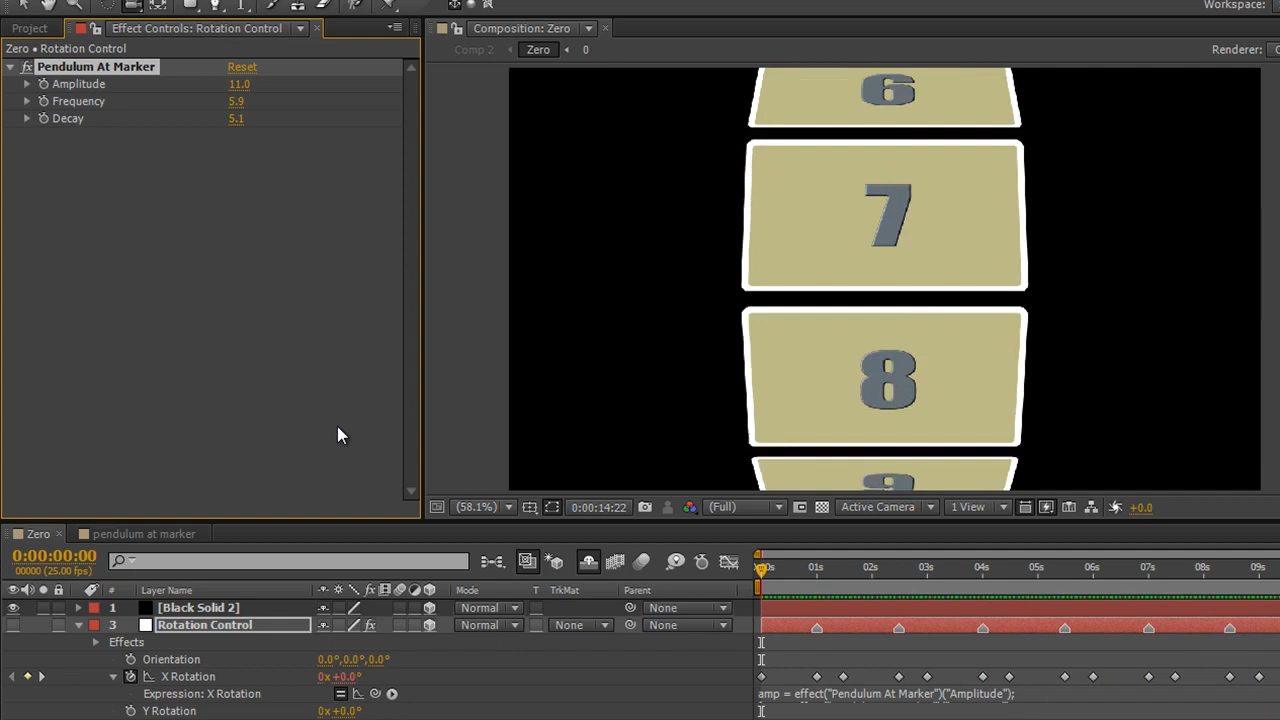 Workspace:
Project
Effect Controls: Rotation Control
Composition: Zero
Zero • Rotation Control
Comp 2
Zero
0
Renderer:
fx Pendulum At Marker Reset
Amplitude 11.0
Frequency 5.9
Decay 5.1
6
7
8
9
(58.1%) 0:00:14:22 (Full) Active Camera 1 View +0.0
Zero
pendulum at marker
0:00:00:00
00000 (25.00 fps)
01s 02s 03s 04s 05s 06s 07s 08s 09s
# Layer Name fx Mode T TrkMat Parent
1 [Black Solid 2] Normal None
3 Rotation Control fx Normal None None
Effects
Orientation 0.0°,0.0°,0.0°
X Rotation 0x+0.0°
Expression: X Rotation amp = effect("Pendulum At Marker")("Amplitude");
Y Rotation 0x+0.0°